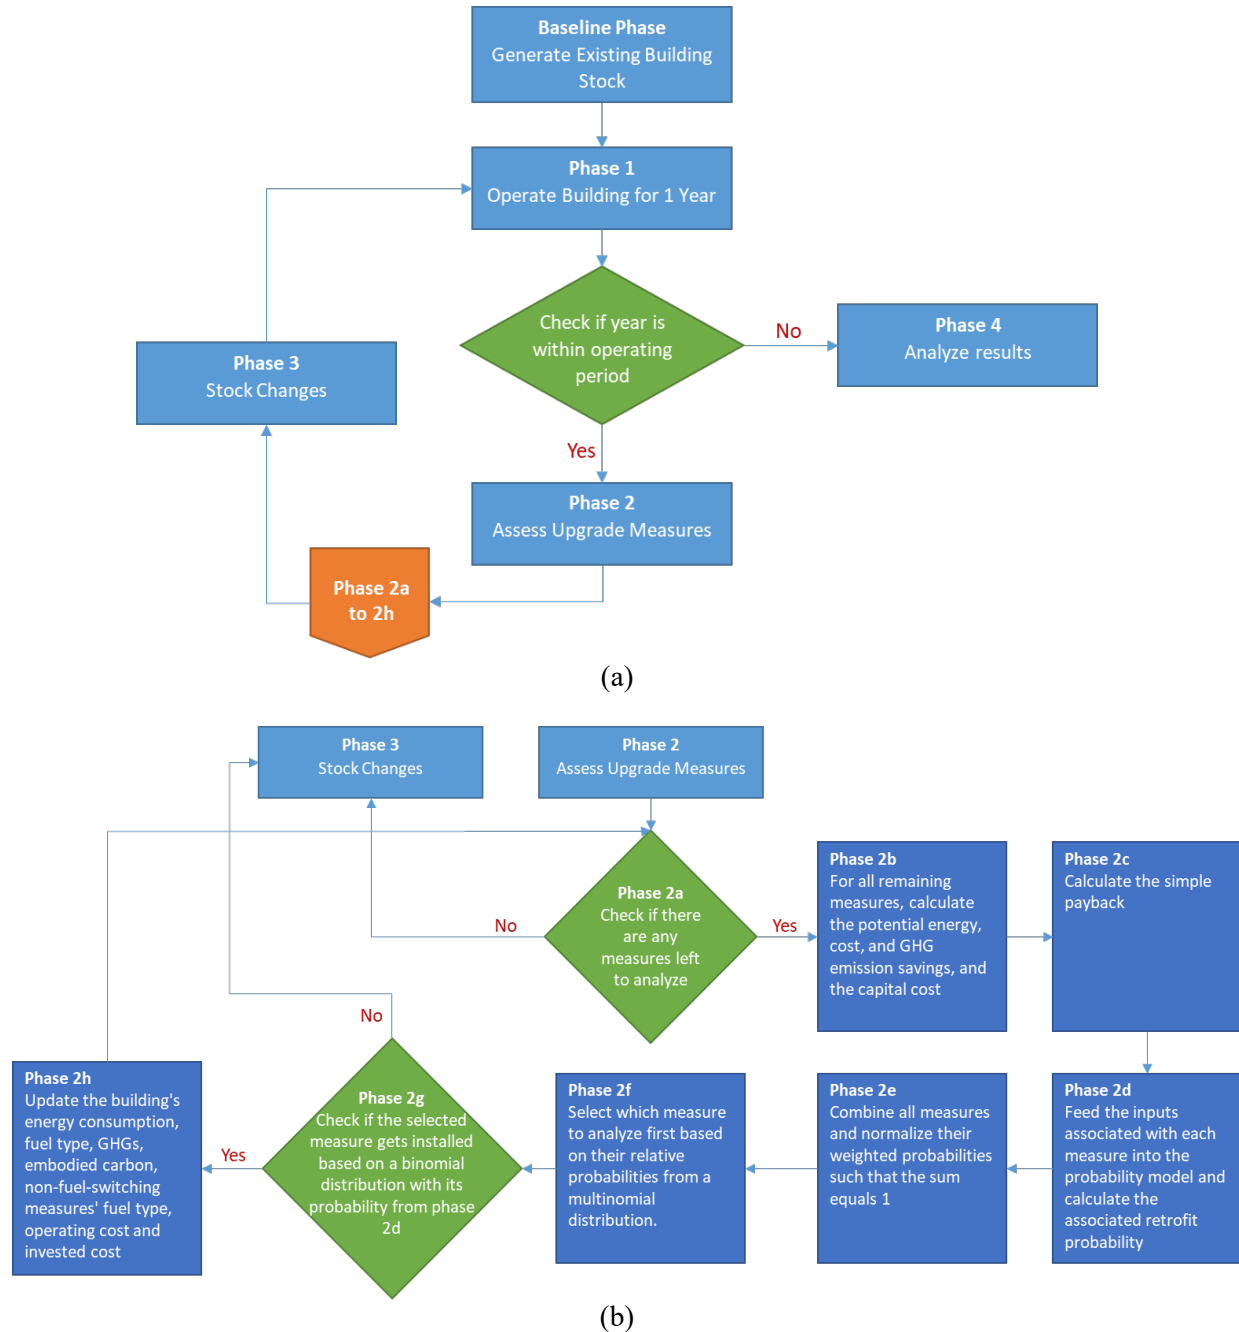 Baseline Phase
Generate Existing Building
Stock
Phase 1
Operate Building for 1 Year
Check if year is
within operating
period
No
Phase 4
Analyze results
Phase 3
Stock Changes
Yes
Phase 2
Assess Upgrade Measures
Phase 2a
to 2h
(a)
Phase 3
Stock Changes
Phase 2
Assess Upgrade Measures
Phase 2a
Check if there
are any
measures left
to analyze
No
Yes
Phase 2b
For all remaining
measures, calculate
the potential energy,
cost, and GHG
emission savings, and
the capital cost
Phase 2c
Calculate the simple
payback
Phase 2d
Feed the inputs
associated with each
measure into the
probability model and
calculate the
associated retrofit
probability
Phase 2e
Combine all measures
and normalize their
weighted probabilities
such that the sum
equals 1
Phase 2f
Select which measure
to analyze first based
on their relative
probabilities from a
multinomial
distribution.
Phase 2g
Check if the selected
measure gets installed
based on a binomial
distribution with its
probability from phase
2d
No
Yes
Phase 2h
Update the building's
energy consumption,
fuel type, GHGs,
embodied carbon,
non-fuel-switching
measures' fuel type,
operating cost and
invested cost
(b)